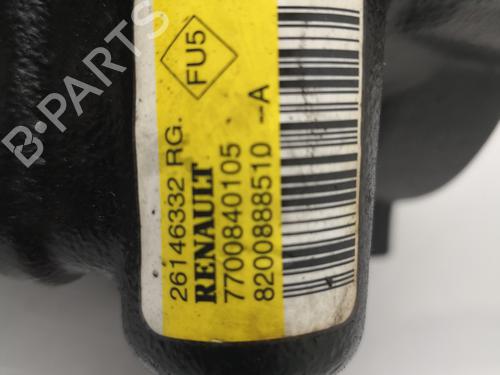 FU5
26146332 RG.
RENAULT
7700840105
8200888510 --A
B-PARTS